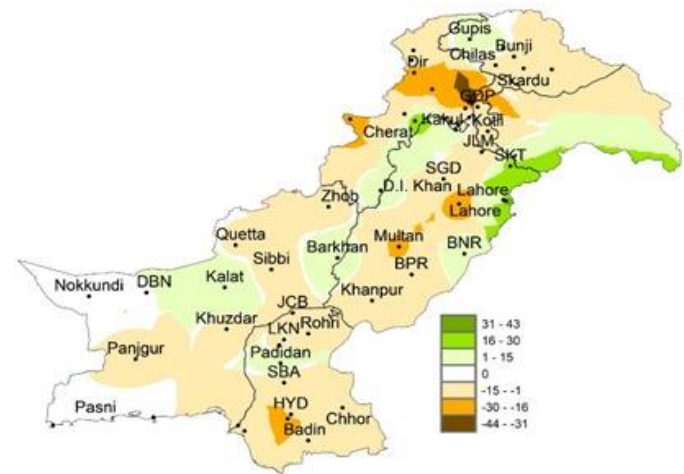 Gupis
Bunji
Chilas
Dir
Skardu
GDP
Kakul
Kotli
Cherat
JLM
SKT
SGD
D.I. Khan
Lahore
Lahore
Zhob
Multan
Quetta
Barkhan
BNR
Sibbi
BPR
Nokkundi
DBN
Kalat
Khanpur
JCB
Khuzdar
LKN
Rohri
Panjgur
Padidan
SBA
Pasni
HYD
Chhor
Badin
31 - 43
16 - 30
1 - 15
0
-15 - -1
-30 - -16
-44 - -31